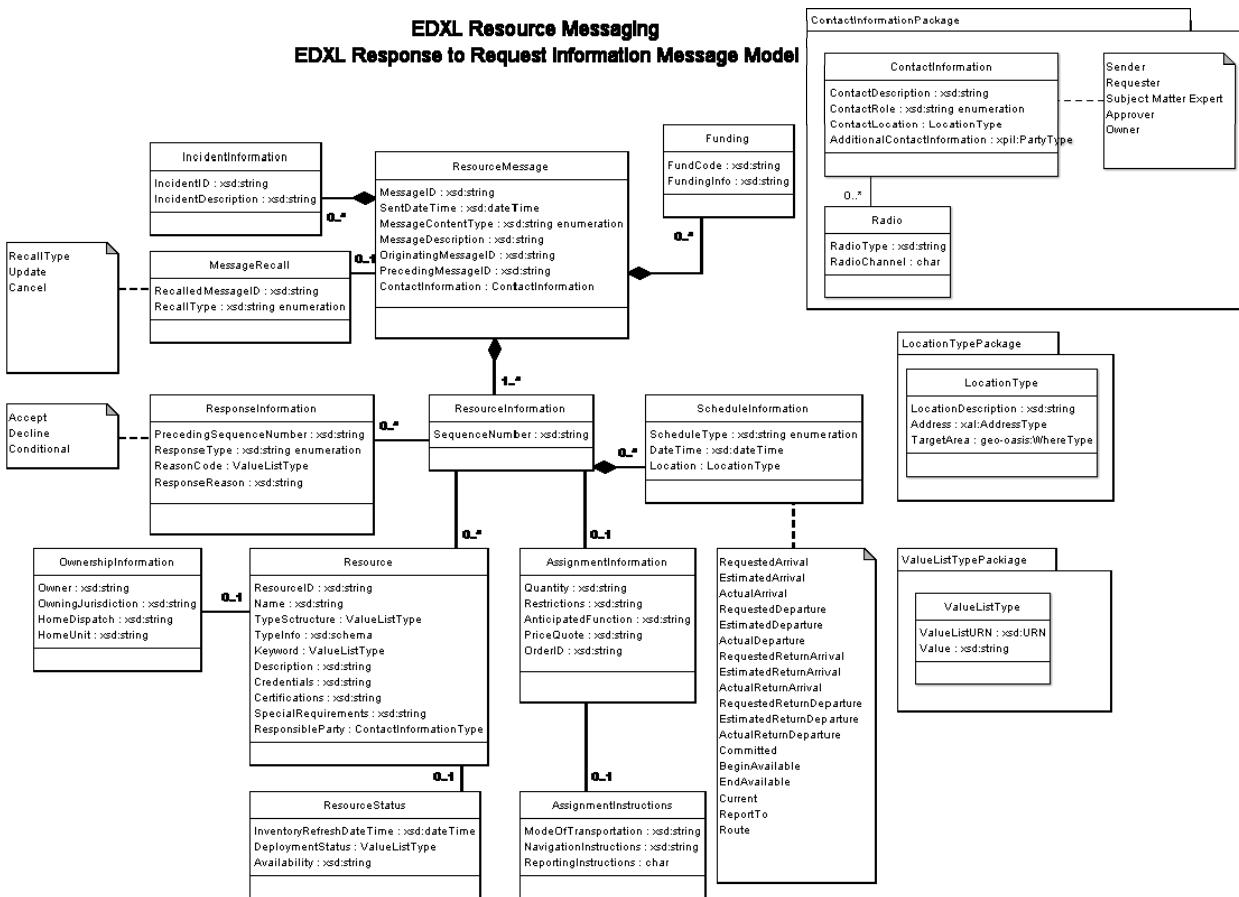 EDXL Resource Messaging
EDXL Response to Request Information Message Model
ContactInformationPackage
ContactInformation
ContactDescription : xsd:string
ContactRole : xsd:string enumeration
ContactLocation : LocationType
AdditionalContactInformation : xpil:PartyType
Sender
Requester
Subject Matter Expert
Approver
Owner
0..*
Radio
RadioType : xsd:string
RadioChannel : char
IncidentInformation
IncidentID : xsd:string
IncidentDescription : xsd:string
0..*
ResourceMessage
MessageID : xsd:string
SentDateTime : xsd:dateTime
MessageContentType : xsd:string enumeration
MessageDescription : xsd:string
OriginatingMessageID : xsd:string
PrecedingMessageID : xsd:string
ContactInformation : ContactInformation
Funding
FundCode : xsd:string
FundingInfo : xsd:string
0..*
RecallType
Update
Cancel
MessageRecall
RecalledMessageID : xsd:string
RecallType : xsd:string enumeration
0..1
1..*
LocationTypePackage
LocationType
LocationDescription : xsd:string
Address : xal:AddressType
TargetArea : geo-oasis:WhereType
Accept
Decline
Conditional
ResponseInformation
PrecedingSequenceNumber : xsd:string
ResponseType : xsd:string enumeration
ReasonCode : ValueListType
ResponseReason : xsd:string
0..*
ResourceInformation
SequenceNumber : xsd:string
0..*
ScheduleInformation
ScheduleType : xsd:string enumeration
DateTime : xsd:dateTime
Location : LocationType
0..*
0..1
OwnershipInformation
Owner : xsd:string
OwningJurisdiction : xsd:string
HomeDispatch : xsd:string
HomeUnit : xsd:string
0..1
Resource
ResourceID : xsd:string
Name : xsd:string
TypeSctructure : ValueListType
TypeInfo : xsd:schema
Keyword : ValueListType
Description : xsd:string
Credentials : xsd:string
Certifications : xsd:string
SpecialRequirements : xsd:string
ResponsibleParty : ContactInformationType
AssignmentInformation
Quantity : xsd:string
Restrictions : xsd:string
AnticipatedFunction : xsd:string
PriceQuote : xsd:string
OrderID : xsd:string
RequestedArrival
EstimatedArrival
ActualArrival
RequestedDeparture
EstimatedDeparture
ActualDeparture
RequestedReturnArrival
EstimatedReturnArrival
ActualReturnArrival
RequestedReturnDeparture
EstimatedReturnDeparture
ActualReturnDeparture
Committed
BeginAvailable
EndAvailable
Current
ReportTo
Route
ValueListTypePackiage
ValueListType
ValueListURN : xsd:URN
Value : xsd:string
0..1
0..1
ResourceStatus
InventoryRefreshDateTime : xsd:dateTime
DeploymentStatus : ValueListType
Availability : xsd:string
AssignmentInstructions
ModeOfTransportation : xsd:string
NavigationInstructions : xsd:string
ReportingInstructions : char